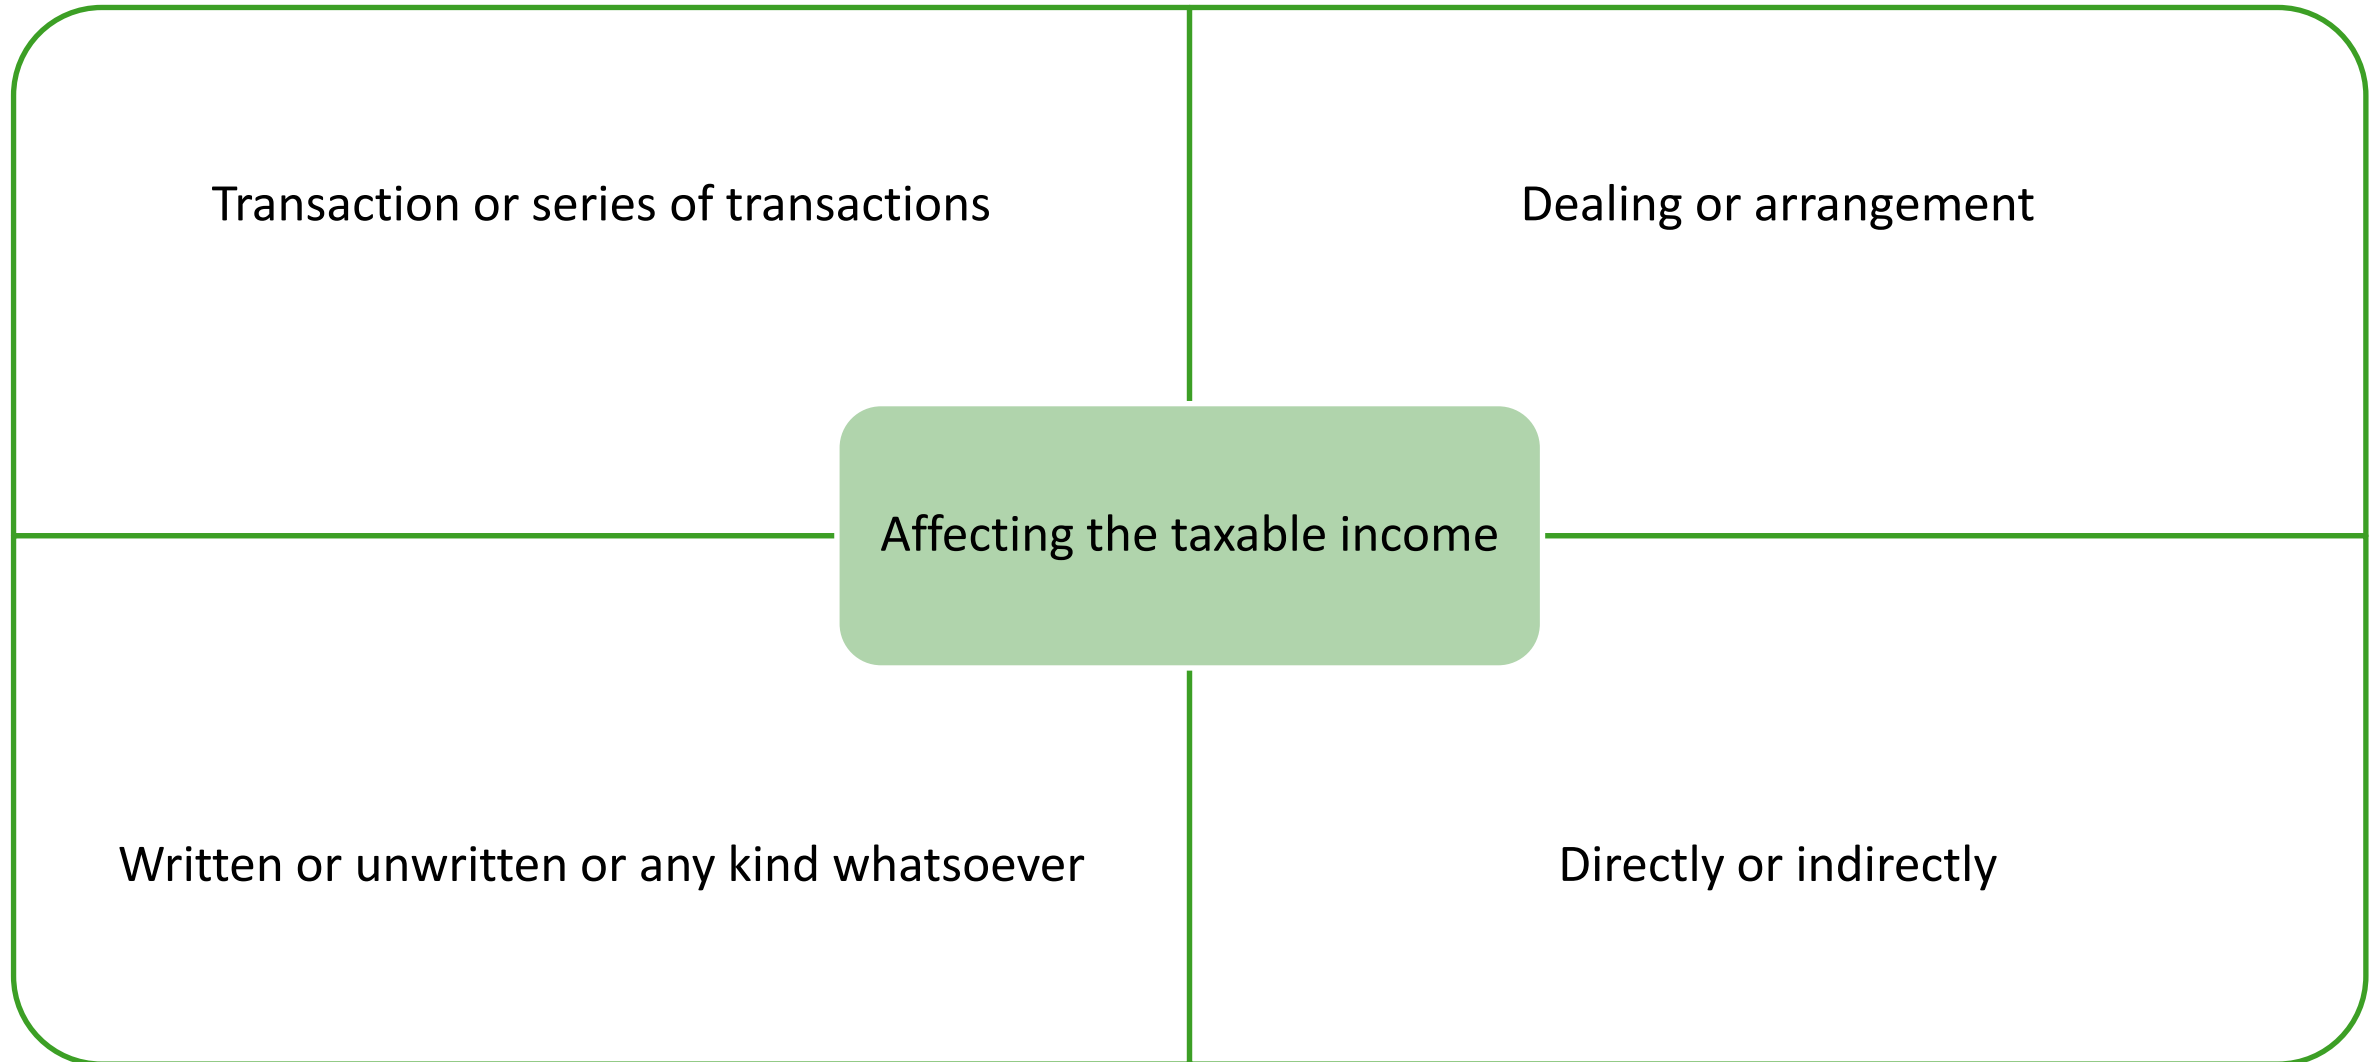 Transaction or series of transactions
Dealing or arrangement
Affecting the taxable income
Written or unwritten or any kind whatsoever
Directly or indirectly